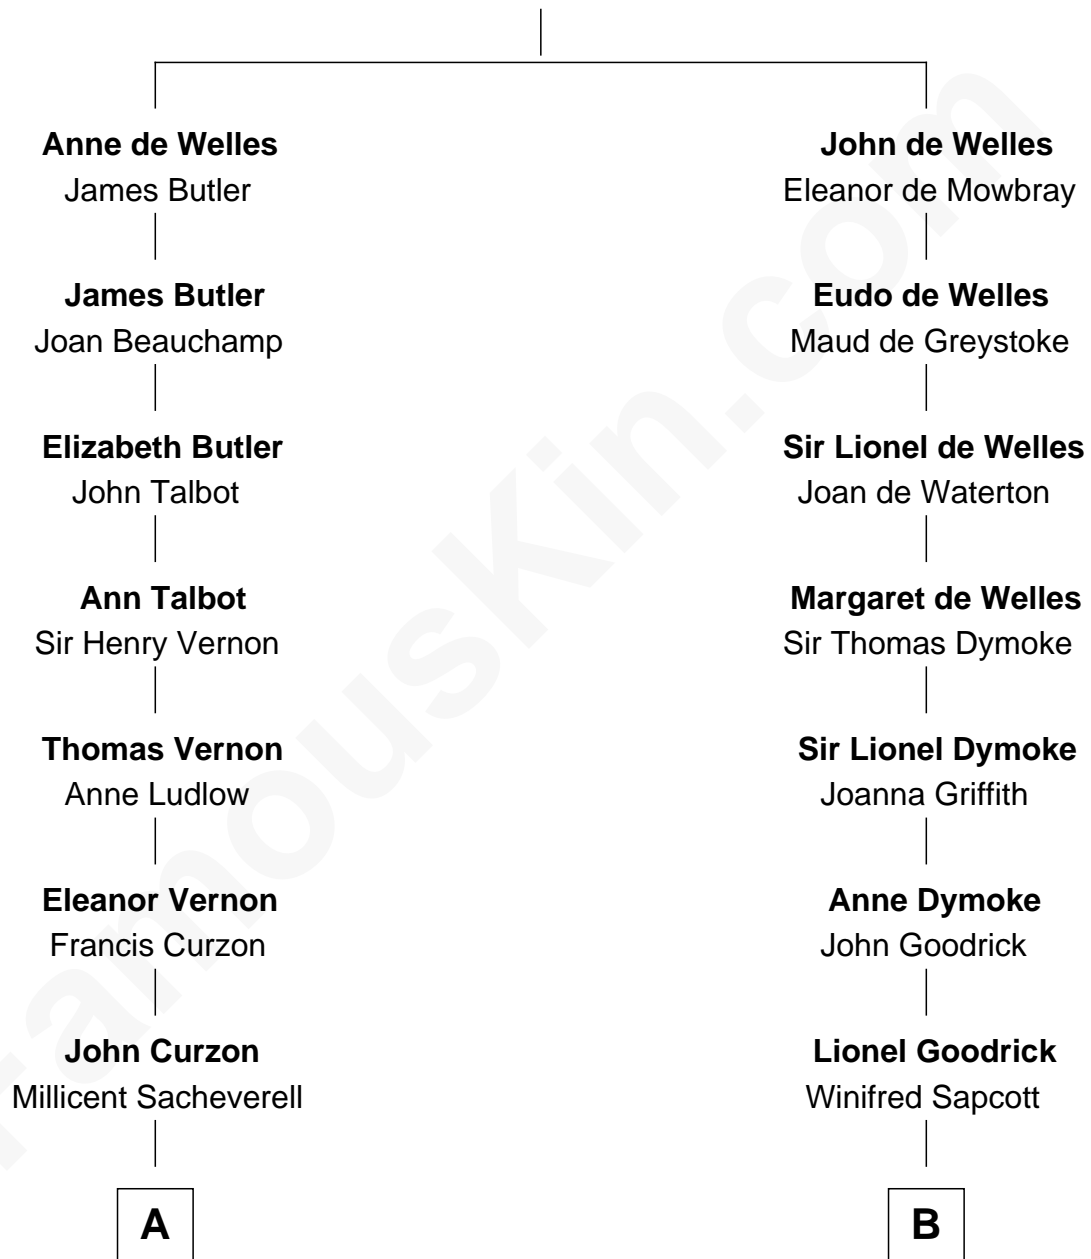 Anne de Welles
James Butler
James Butler
Joan Beauchamp
Elizabeth Butler
John Talbot
Ann Talbot
Sir Henry Vernon
Thomas Vernon
Anne Ludlow
Eleanor Vernon
Francis Curzon
John Curzon
Millicent Sacheverell
A
John de Welles
Eleanor de Mowbray
Eudo de Welles
Maud de Greystoke
Sir Lionel de Welles
Joan de Waterton
Margaret de Welles
Sir Thomas Dymoke
Sir Lionel Dymoke
Joanna Griffith
Anne Dymoke
John Goodrick
Lionel Goodrick
Winifred Sapcott
B
FamousKin.com